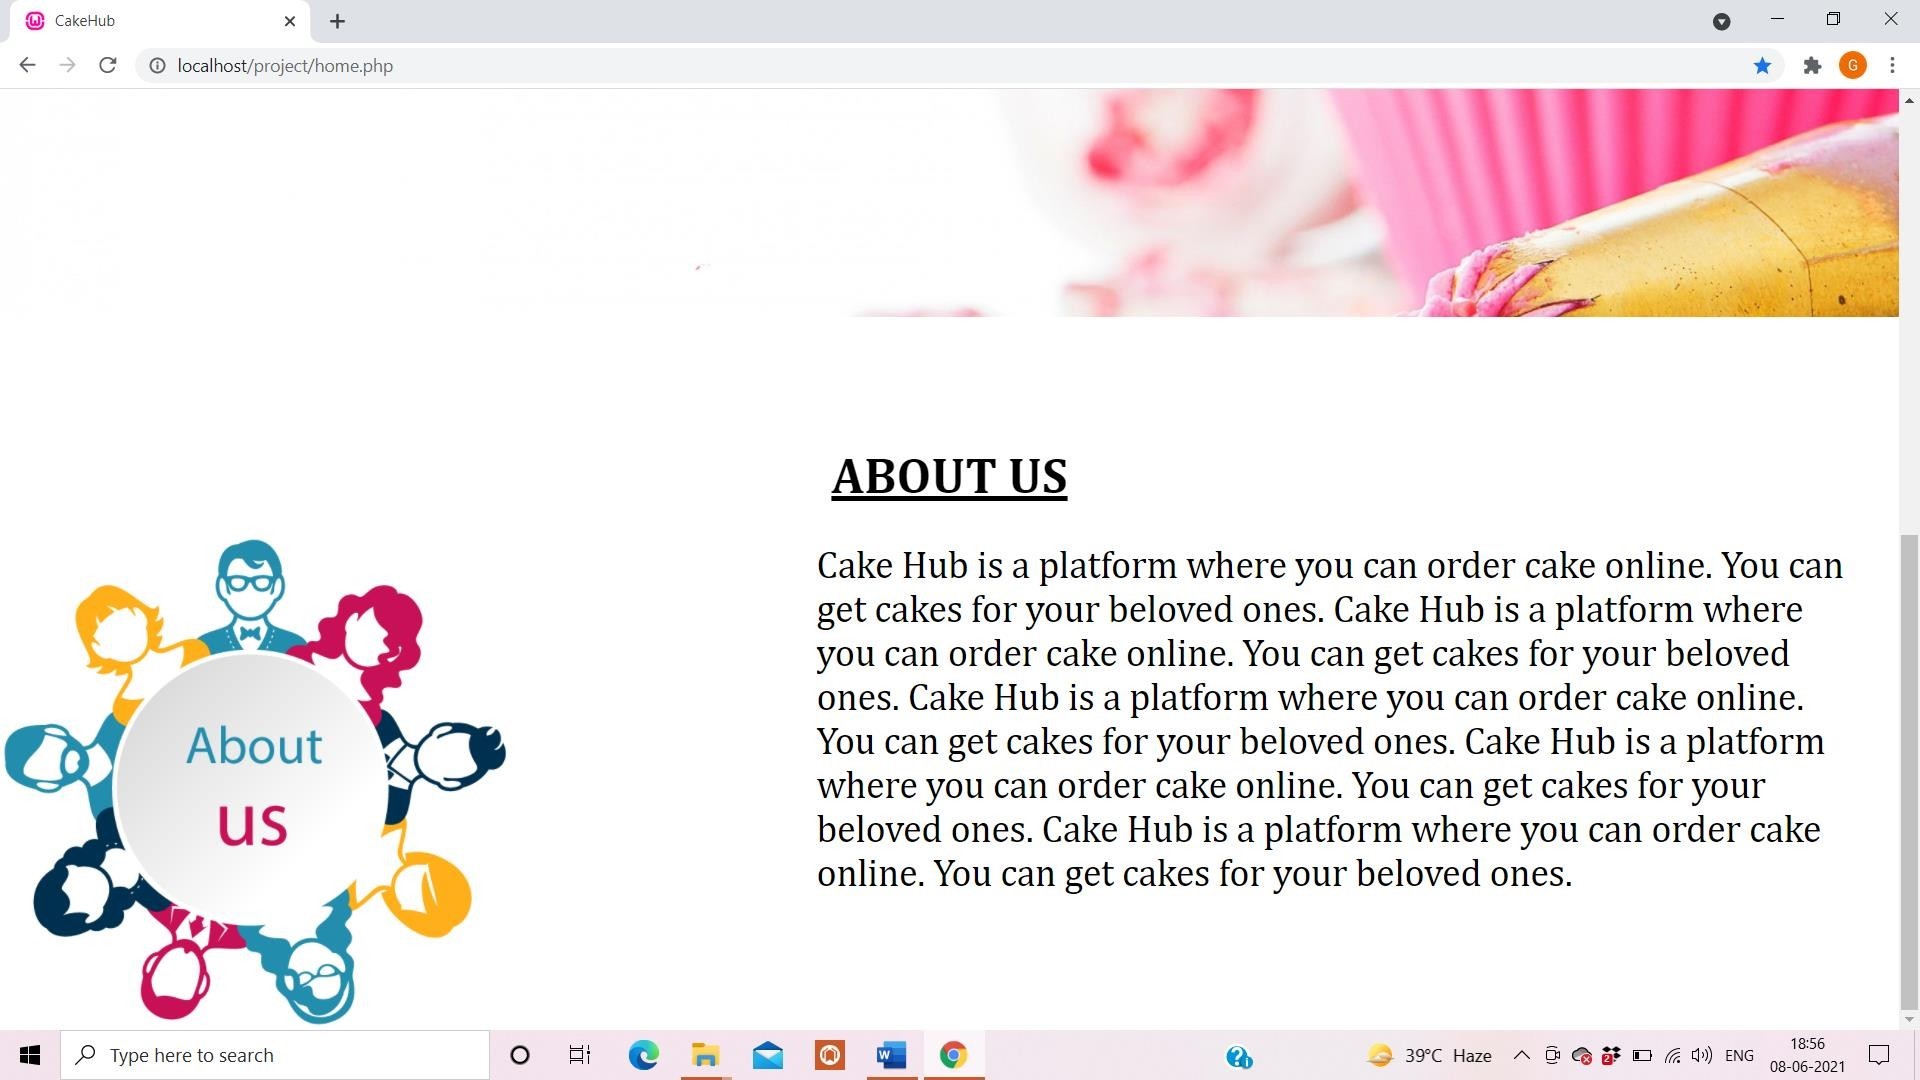 CakeHub
localhost/project/home.php
G
ABOUT US
Cake Hub is a platform where you can order cake online. You can
get cakes for your beloved ones. Cake Hub is a platform where
you can order cake online. You can get cakes for your beloved
ones. Cake Hub is a platform where you can order cake online.
You can get cakes for your beloved ones. Cake Hub is a platform
where you can order cake online. You can get cakes for your
beloved ones. Cake Hub is a platform where you can order cake
online. You can get cakes for your beloved ones.
About
us
Type here to search
39°C Haze
ENG
18:56
08-06-2021